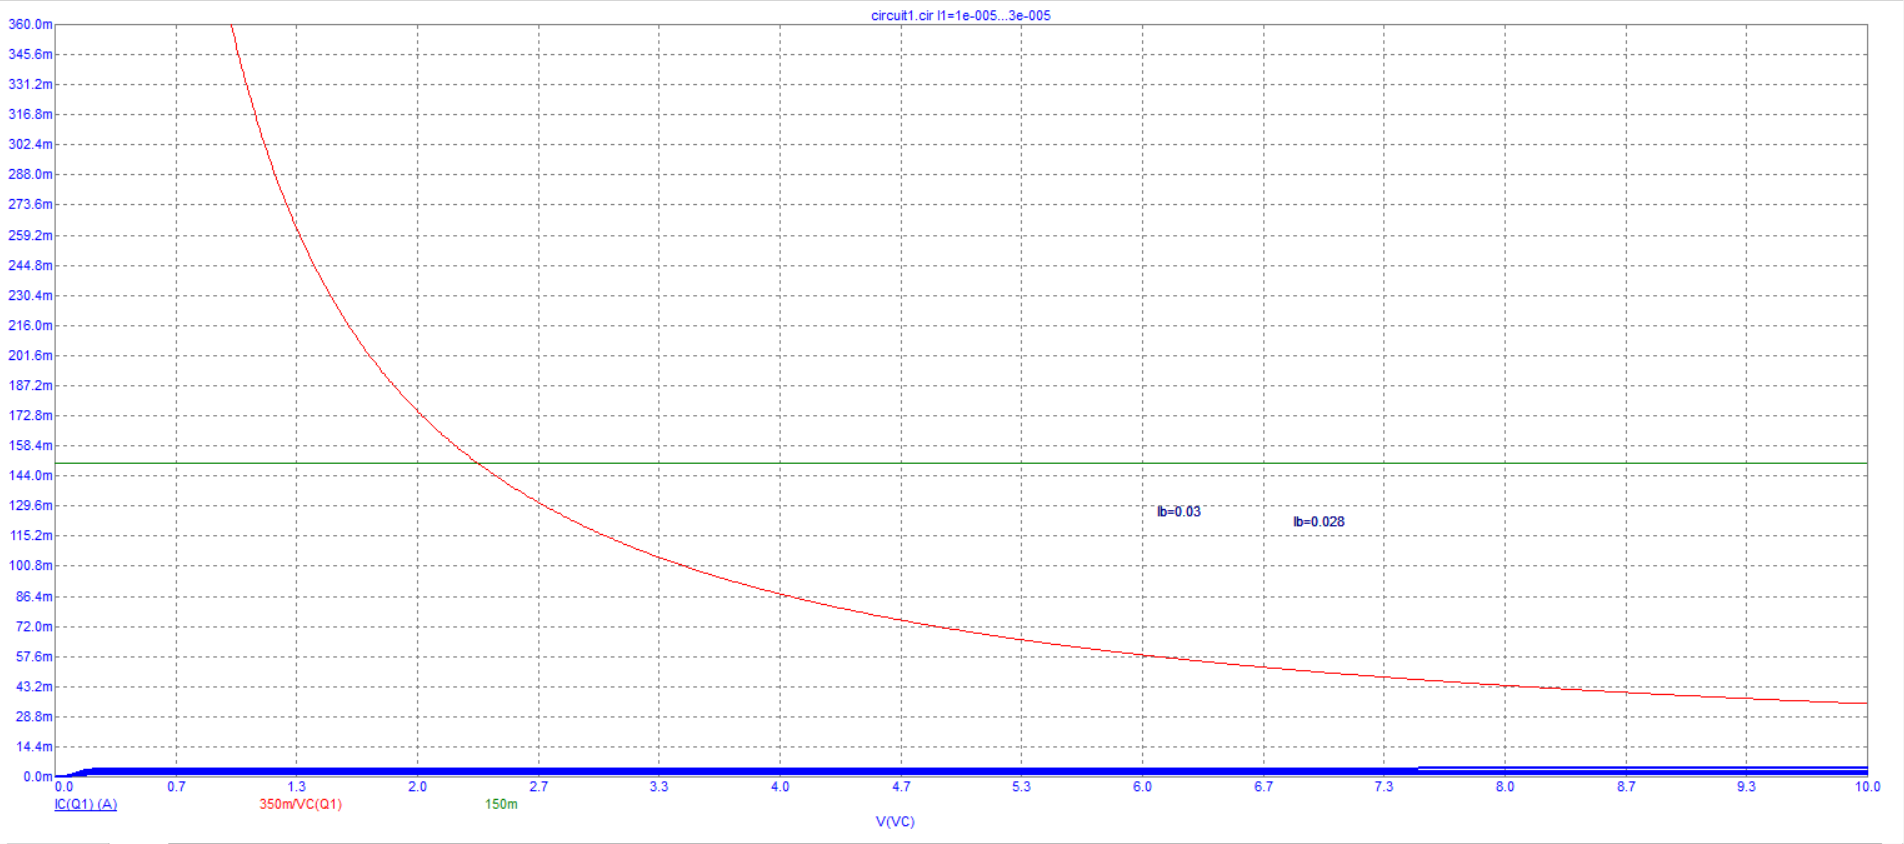 circuit1.cir I1=1e-005...3e-005
360.0m
345.6m
331.2m
316.8m
302.4m
288.0m
273.6m
259.2m
244.8m
230.4m
216.0m
201.6m
187.2m
172.8m
158.4m
144.0m
129.6m
Ib=0.03 Ib=0.028
115.2m
100.8m
86.4m
72.0m
57.6m
43.2m
28.8m
14.4m
0.0m
0.0 0.7 1.3 2.0 2.7 3.3 4.0 4.7 5.3 6.0 6.7 7.3 8.0 8.7 9.3 10.0
IC(Q1) (A) 350m/VC(Q1) 150m
V(VC)